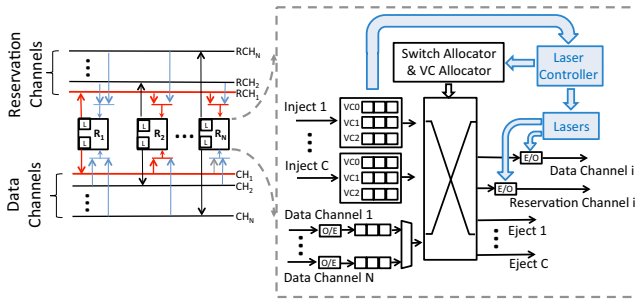 Reservation
Channels
RCH_N
RCH_2
RCH_1
L
L
R_1
L
L
R_2
L
L
R_N
Data
Channels
CH_1
CH_2
CH_N
Switch Allocator
& VC Allocator
Laser
Controller
Lasers
Inject 1
VC0
VC1
VC2
Inject C
VC0
VC1
VC2
E/O
Data Channel i
E/O
Reservation Channel i
Data Channel 1
O/E
O/E
Data Channel N
Eject 1
Eject C